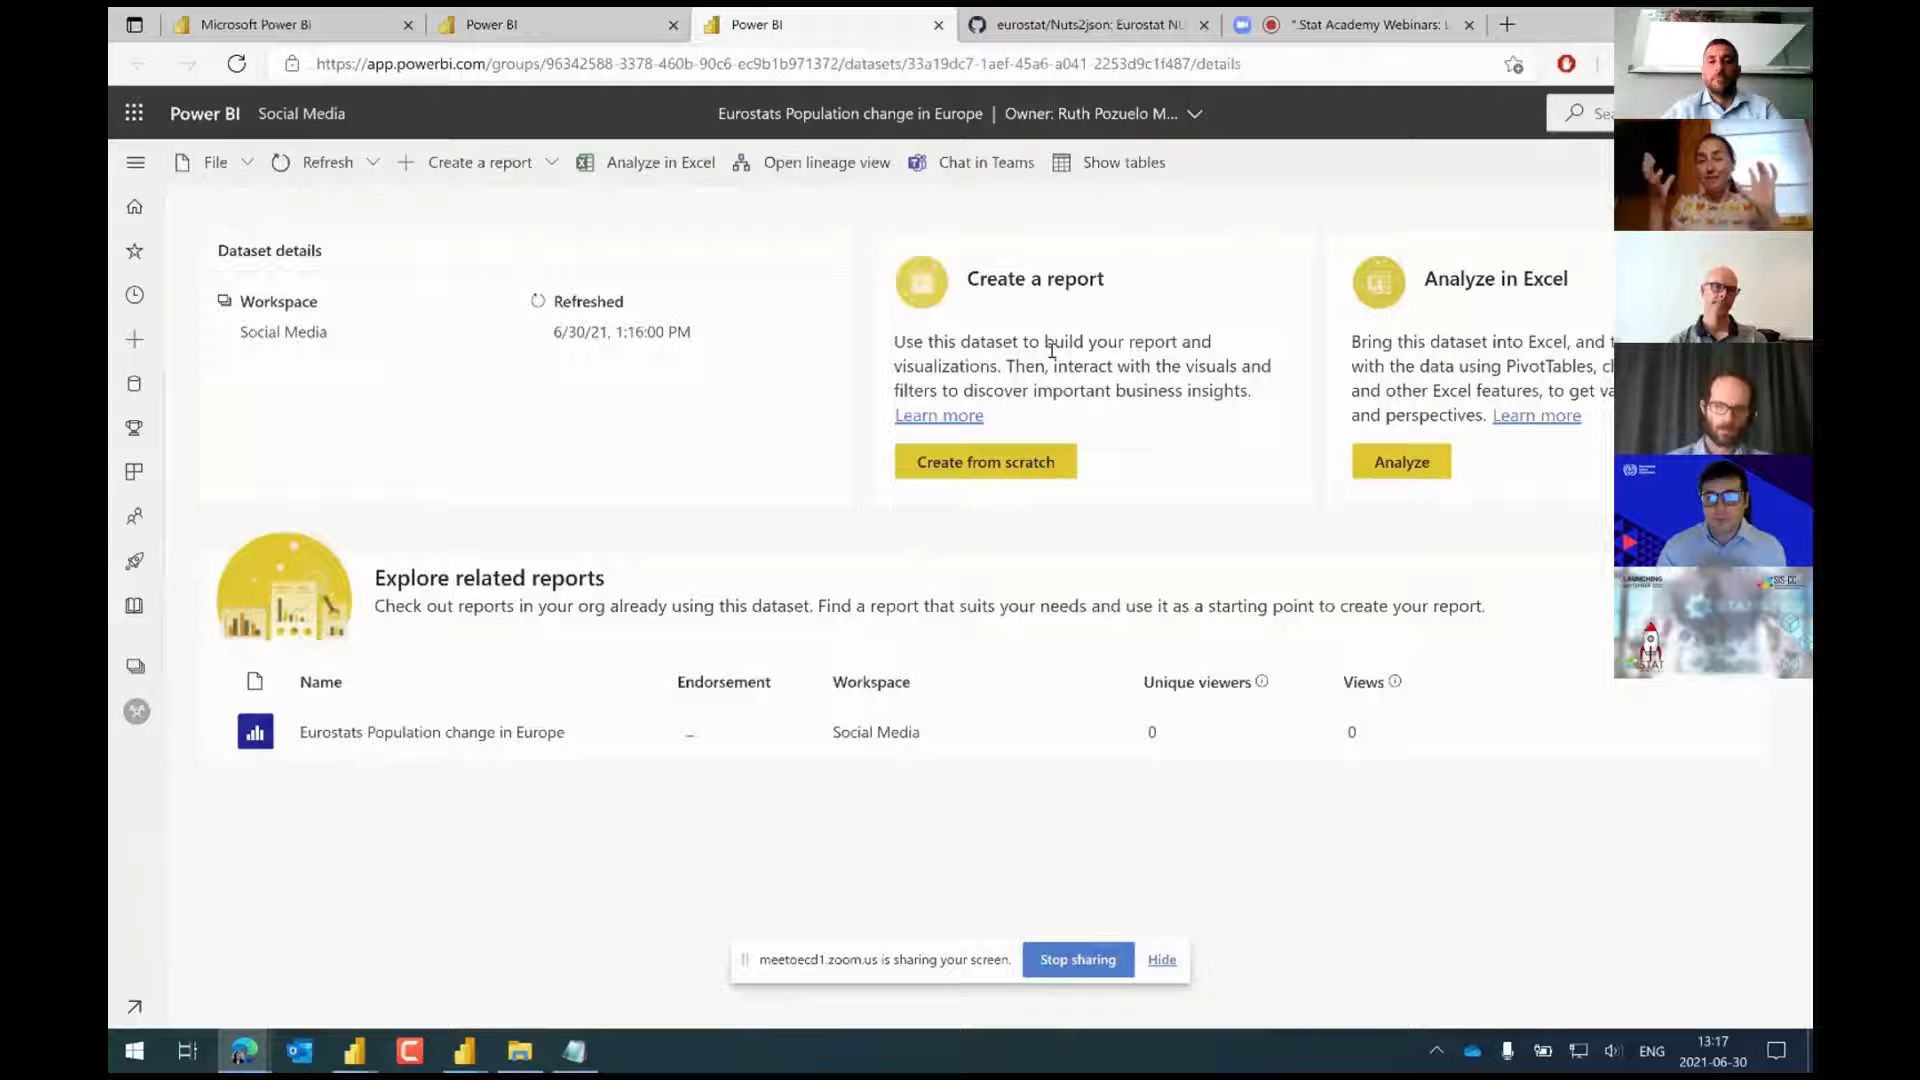 Microsoft Power BI
Power BI
Power BI
eurostat/Nuts2json: Eurostat NU
".Stat Academy Webinars: L
https://app.powerbi.com/groups/96342588-3378-460b-90c6-ec9b1b971372/datasets/33a19dc7-1aef-45a6-a041-2253d9c1f487/details
Power BI Social Media
Eurostats Population change in Europe | Owner: Ruth Pozuelo M...
Sea
File Refresh Create a report Analyze in Excel Open lineage view Chat in Teams Show tables
Dataset details
Workspace
Social Media
Refreshed
6/30/21, 1:16:00 PM
Create a report
Use this dataset to build your report and
visualizations. Then, interact with the visuals and
filters to discover important business insights.
Learn more
Create from scratch
Analyze in Excel
Bring this dataset into Excel, and t
with the data using PivotTables, c
and other Excel features, to get va
and perspectives. Learn more
Analyze
Explore related reports
Check out reports in your org already using this dataset. Find a report that suits your needs and use it as a starting point to create your report.
Name Endorsement Workspace Unique viewers Views
Eurostats Population change in Europe – Social Media 0 0
LAUNCHING
SIS-CC
STAT
meetoecd1.zoom.us is sharing your screen. Stop sharing Hide
ENG
13:17
2021-06-30